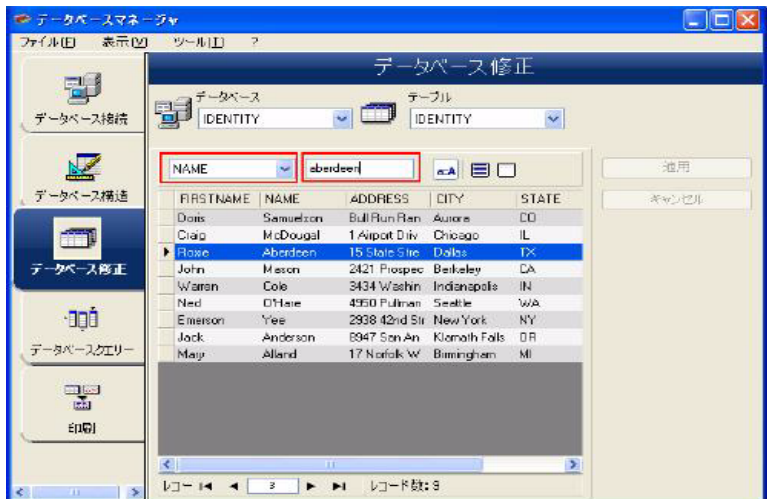 データベースマネージャ
ファイル(F) 表示(V) ツール(T) ?
データベース接続
データベース構造
データベース修正
データベースクエリー
印刷
データベース修正
データベース テーブル
IDENTITY IDENTITY
NAME aberdeen a:A
適用
キャンセル
FIRSTNAME NAME ADDRESS CITY STATE
Doris Samuelson Bull Run Ran Aurora CO
Craig McDougal 1 Airport Driv Chicago IL
Roxie Aberdeen 15 State Stre Dallas TX
John Mason 2421 Prospec Berkeley CA
Warren Cole 3434 Washin Indianapolis IN
Ned O'Hare 4950 Pullman Seattle WA
Emerson Yee 2938 42nd Str New York NY
Jack Anderson 8947 San An Klamath Falls OR
Mary Alland 17 Norfolk W Birmingham MI
レコー 3 レコード数: 9